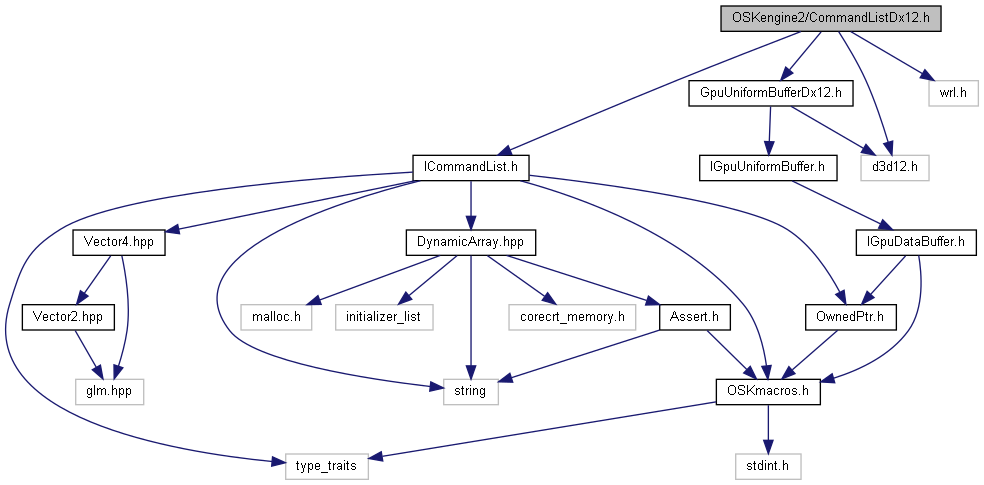 OSKengine2/CommandListDx12.h
GpuUniformBufferDx12.h
wrl.h
ICommandList.h
IGpuUniformBuffer.h
d3d12.h
Vector4.hpp
DynamicArray.hpp
IGpuDataBuffer.h
Vector2.hpp
malloc.h
initializer_list
corecrt_memory.h
Assert.h
OwnedPtr.h
glm.hpp
string
OSKmacros.h
type_traits
stdint.h